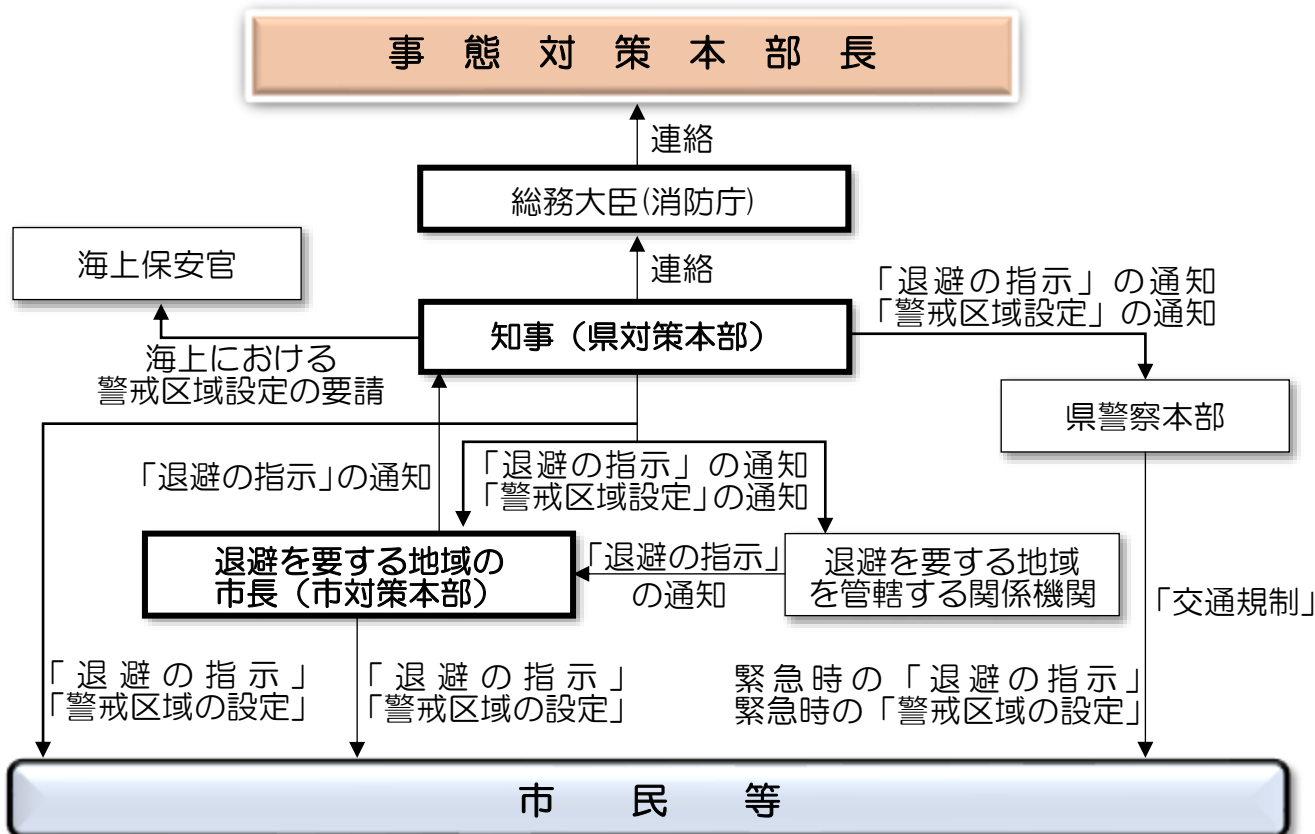 事態対策本部長
連絡
総務大臣(消防庁)
海上保安官
連絡
「退避の指示」の通知
「警戒区域設定」の通知
知事（県対策本部）
海上における
警戒区域設定の要請
県警察本部
「退避の指示」の通知
「退避の指示」の通知
「警戒区域設定」の通知
退避を要する地域の
市長（市対策本部）
「退避の指示」
の通知
退避を要する地域
を管轄する関係機関
「交通規制」
「退避の指示」
「警戒区域の設定」
「退避の指示」
「警戒区域の設定」
緊急時の「退避の指示」
緊急時の「警戒区域の設定」
市民等